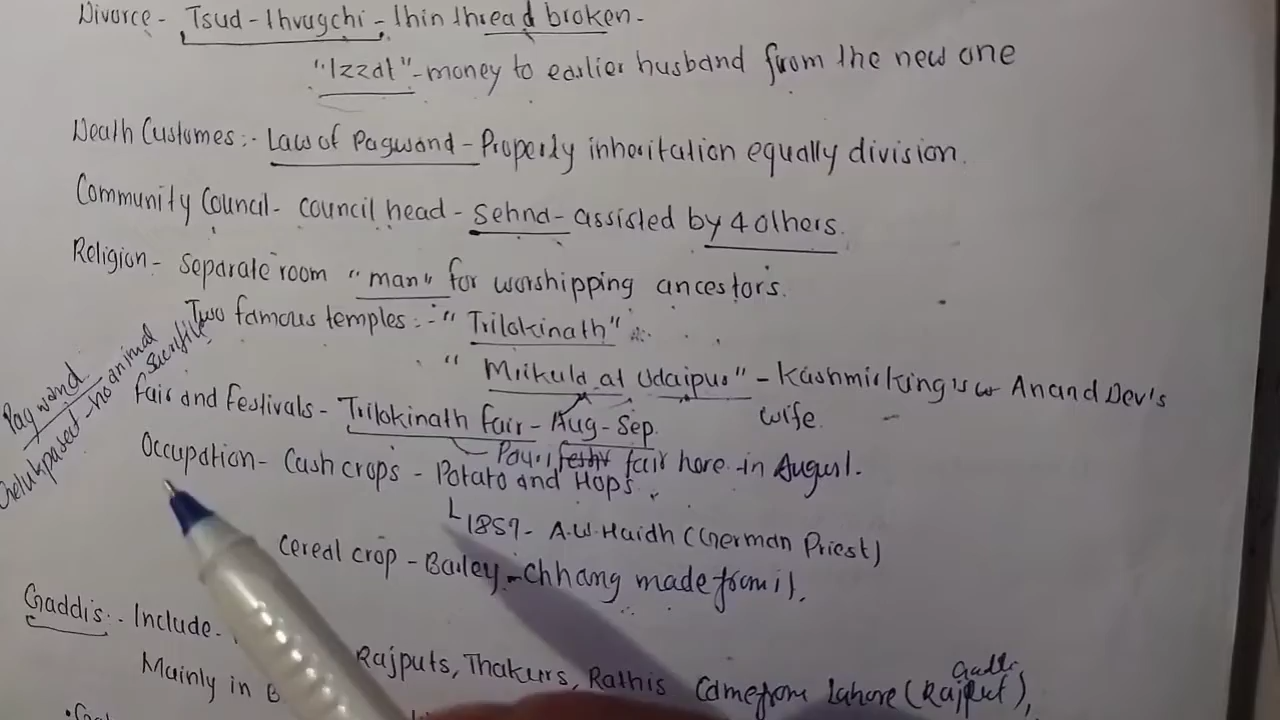 Divorce - Tsud-thvagchi - thin thread broken -
"Izzat" - money to earlier husband from the new one
Death Customes :- Law of Pagwand - Property inheritation equally division.
Community Council - council head - Sehna - assisted by 4 others.
Religion - Separate room "man" for worshipping ancestors.
Two famous temples :- "Trilokinath"
" Mrikula at Udaipur" - Kashmir king's Anand Dev's
wife.
Pagwand
Gelukpasect - no animal
Sacrifice
Fair and Festivals - Trilokinath fair - Aug - Sep.
Pauri fair here in August.
Occupation - Cash crops - Potato and Hops.
1857 - A.W. Haidh (German Priest)
Cereal crop - Barley - Chhang made from it.
Gaddis :- Include.
Rajputs, Thakurs, Rathis Came from Lahore (Rajput),
Gaddi
Mainly in B